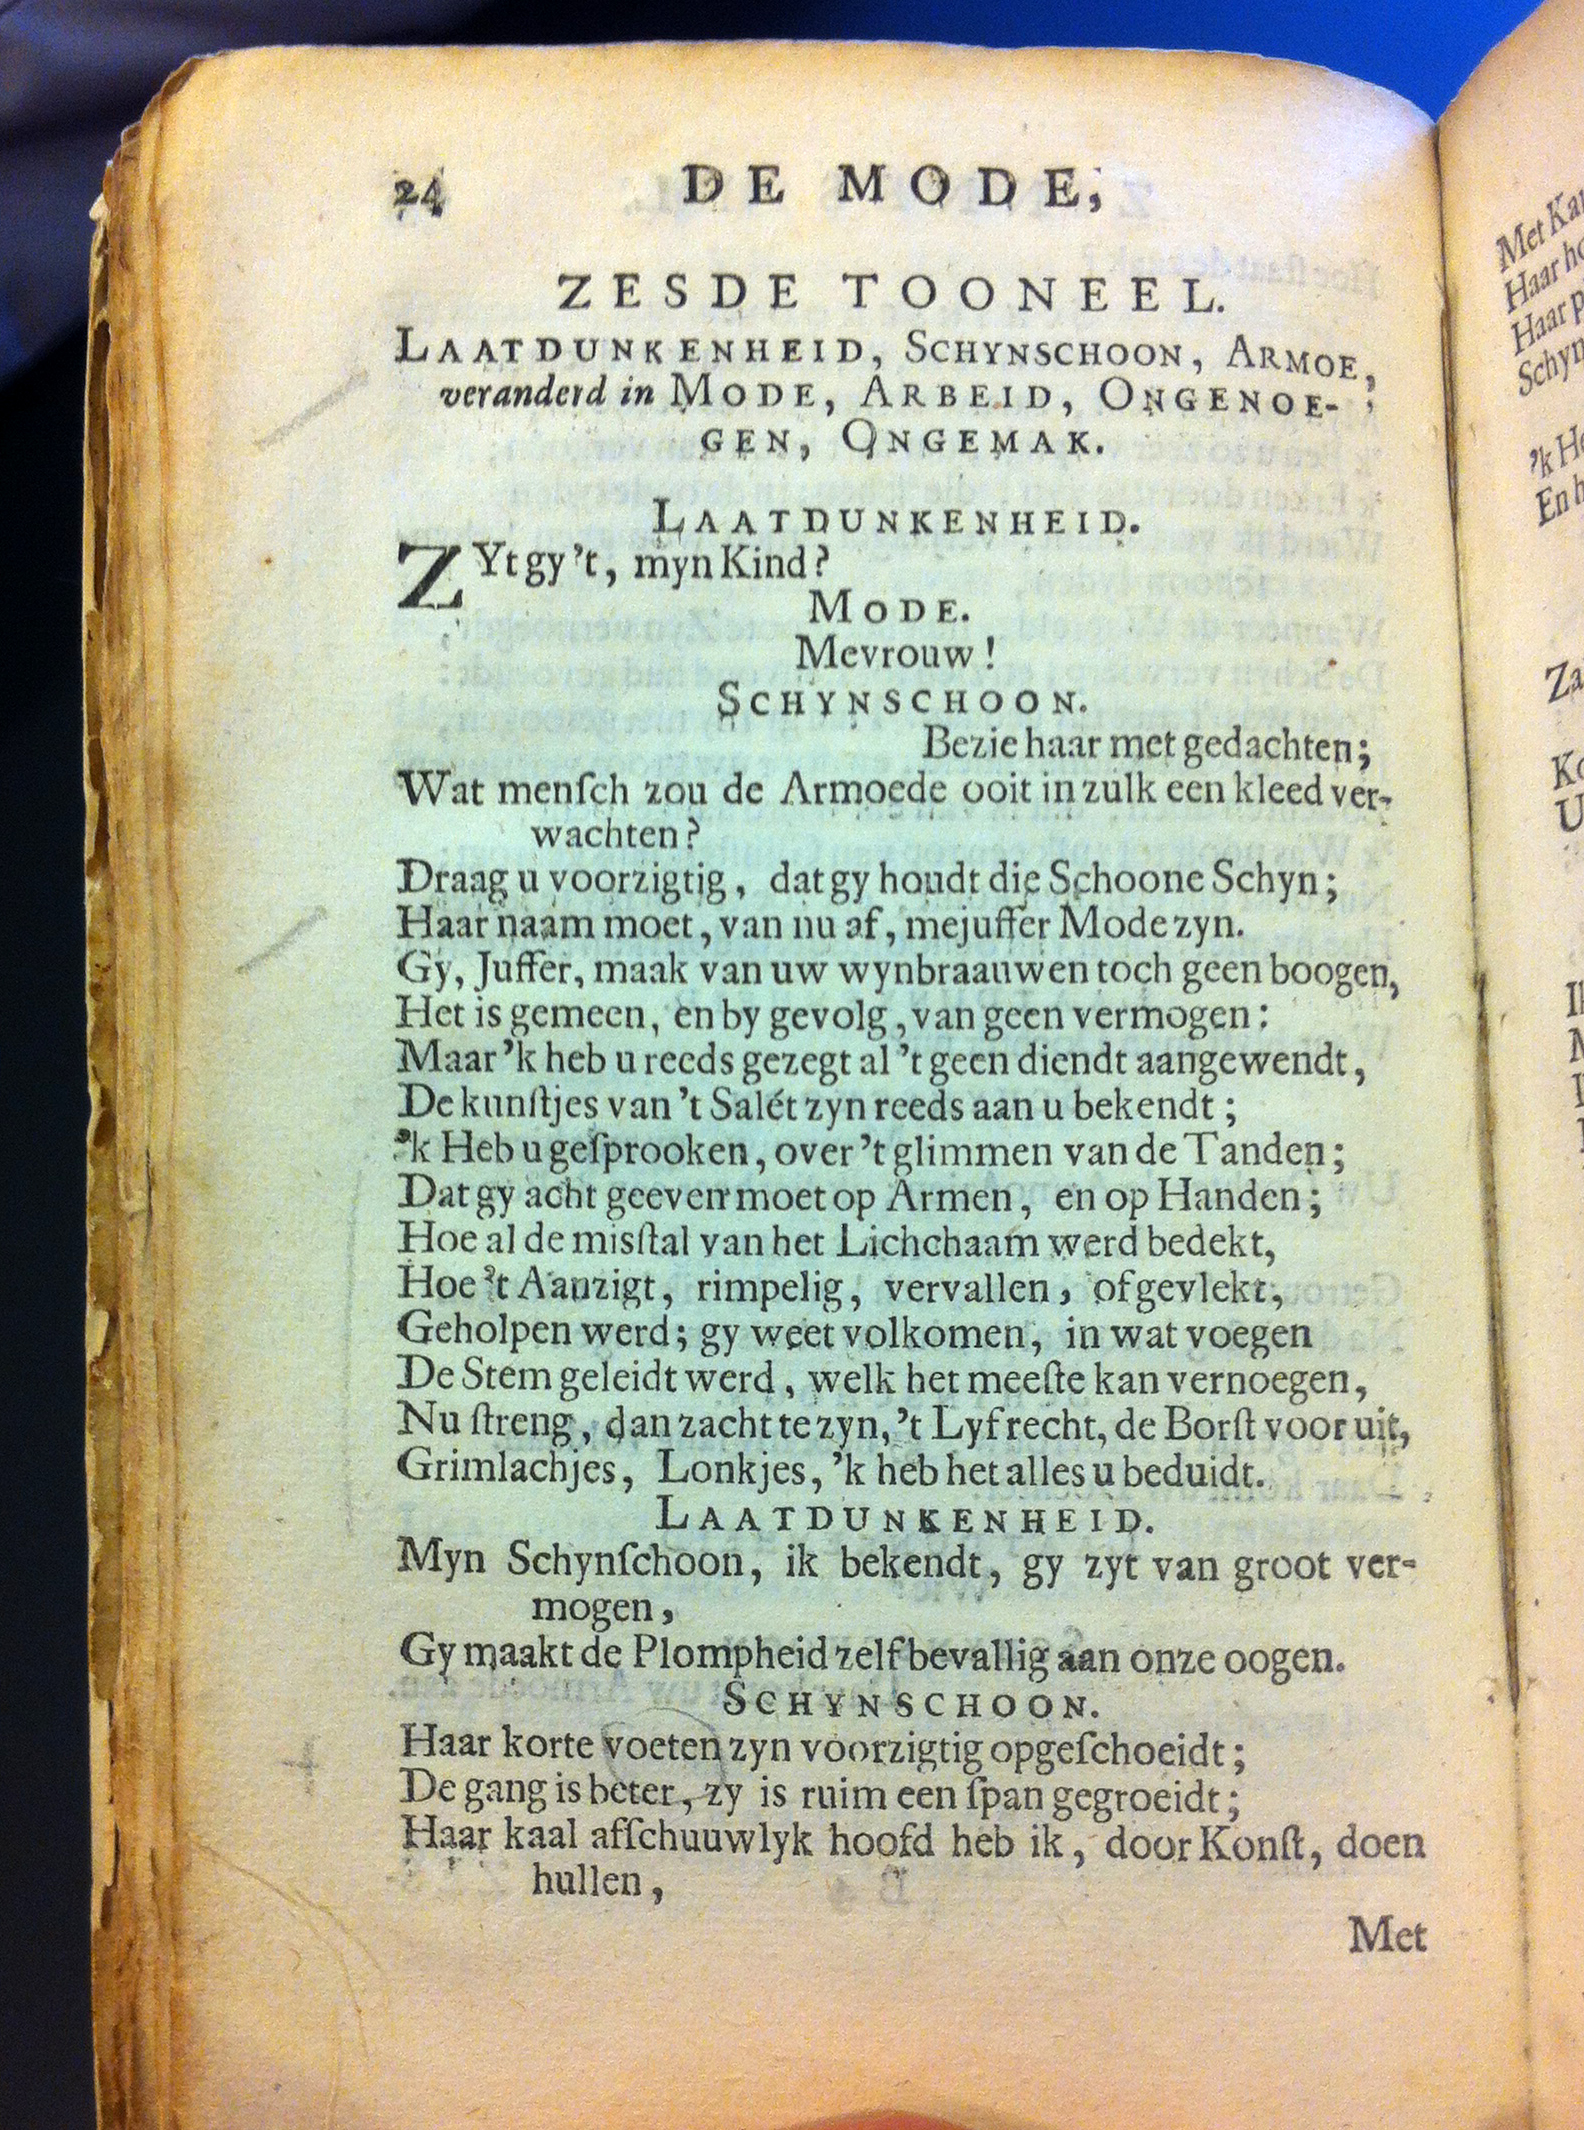 24 DE MODE,
ZESDE TOONEEL.
LAATDUNKENHEID, SCHYNSCHOON, ARMOE,
veranderd in MODE, ARBEID, ONGENOE-
GEN, ONGEMAK.
LAATDUNKENHEID.
ZYt gy 't, myn Kind?
MODE.
Mevrouw!
SCHYNSCHOON.
Bezie haar met gedachten;
Wat menſch zou de Armoede ooit in zulk een kleed ver-
wachten?
Draag u voorzigtig, dat gy houdt die Schoone Schyn;
Haar naam moet, van nu af, mejuffer Mode zyn.
Gy, Juffer, maak van uw wynbraauwen toch geen boogen,
Het is gemeen, en by gevolg, van geen vermogen:
Maar 'k heb u reeds gezegt al 't geen diendt aangewendt,
De kunſtjes van 't Salét zyn reeds aan u bekendt;
'k Heb u geſprooken, over 't glimmen van de Tanden;
Dat gy acht geeven moet op Armen, en op Handen;
Hoe al de misſtal van het Lichchaam werd bedekt,
Hoe 't Aanzigt, rimpelig, vervallen, of gevlekt,
Geholpen werd; gy weet volkomen, in wat voegen
De Stem geleidt werd, welk het meeſte kan vernoegen,
Nu ſtreng, dan zacht te zyn, 't Lyf recht, de Borſt voor uit,
Grimlachjes, Lonkjes, 'k heb het alles u beduidt.
LAATDUNKENHEID.
Myn Schynſchoon, ik bekendt, gy zyt van groot ver-
mogen,
Gy maakt de Plompheid zelf bevallig aan onze oogen.
SCHYNSCHOON.
Haar korte voeten zyn voorzigtig opgeſchoeidt;
De gang is beter, zy is ruim een ſpan gegroeidt;
Haar kaal afſchuuwlyk hoofd heb ik, door Konſt, doen
hullen,
Met
Met
Haar
Haar
Schyn
'k
En